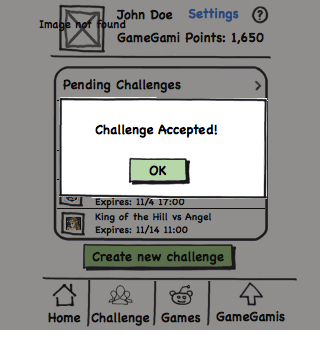 John Doe Settings ?
Image not found
GameGami Points: 1,650
Pending Challenges
Challenge Accepted!
OK
Expires: 11/4 17:00
King of the Hill vs Angel
Expires: 11/14 11:00
Create new challenge
Home Challenge Games GameGamis